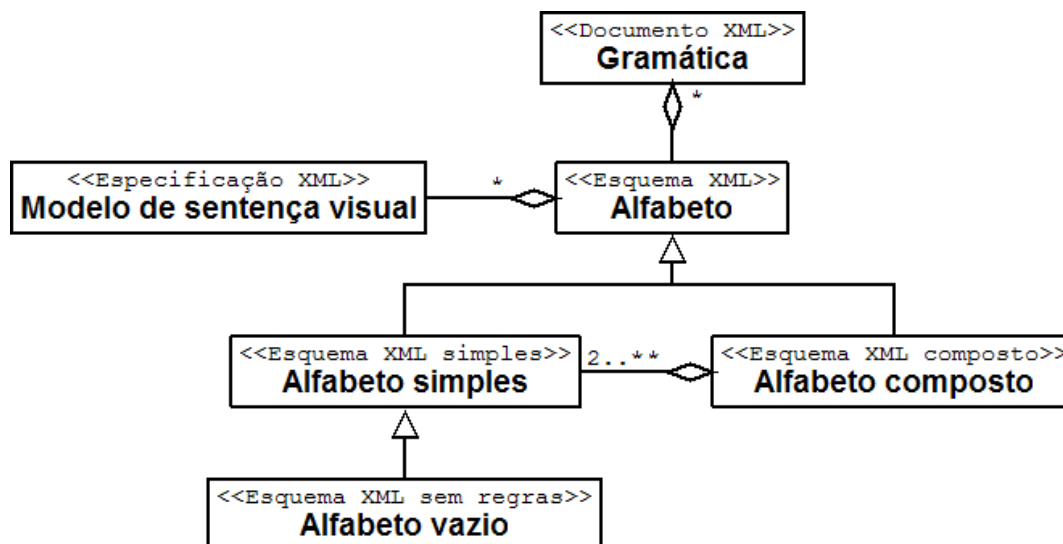 <<Documento XML>>
Gramática
*
<<Especificação XML>>
Modelo de sentença visual
*
<<Esquema XML>>
Alfabeto
<<Esquema XML simples>>
Alfabeto simples
2..**
<<Esquema XML composto>>
Alfabeto composto
<<Esquema XML sem regras>>
Alfabeto vazio